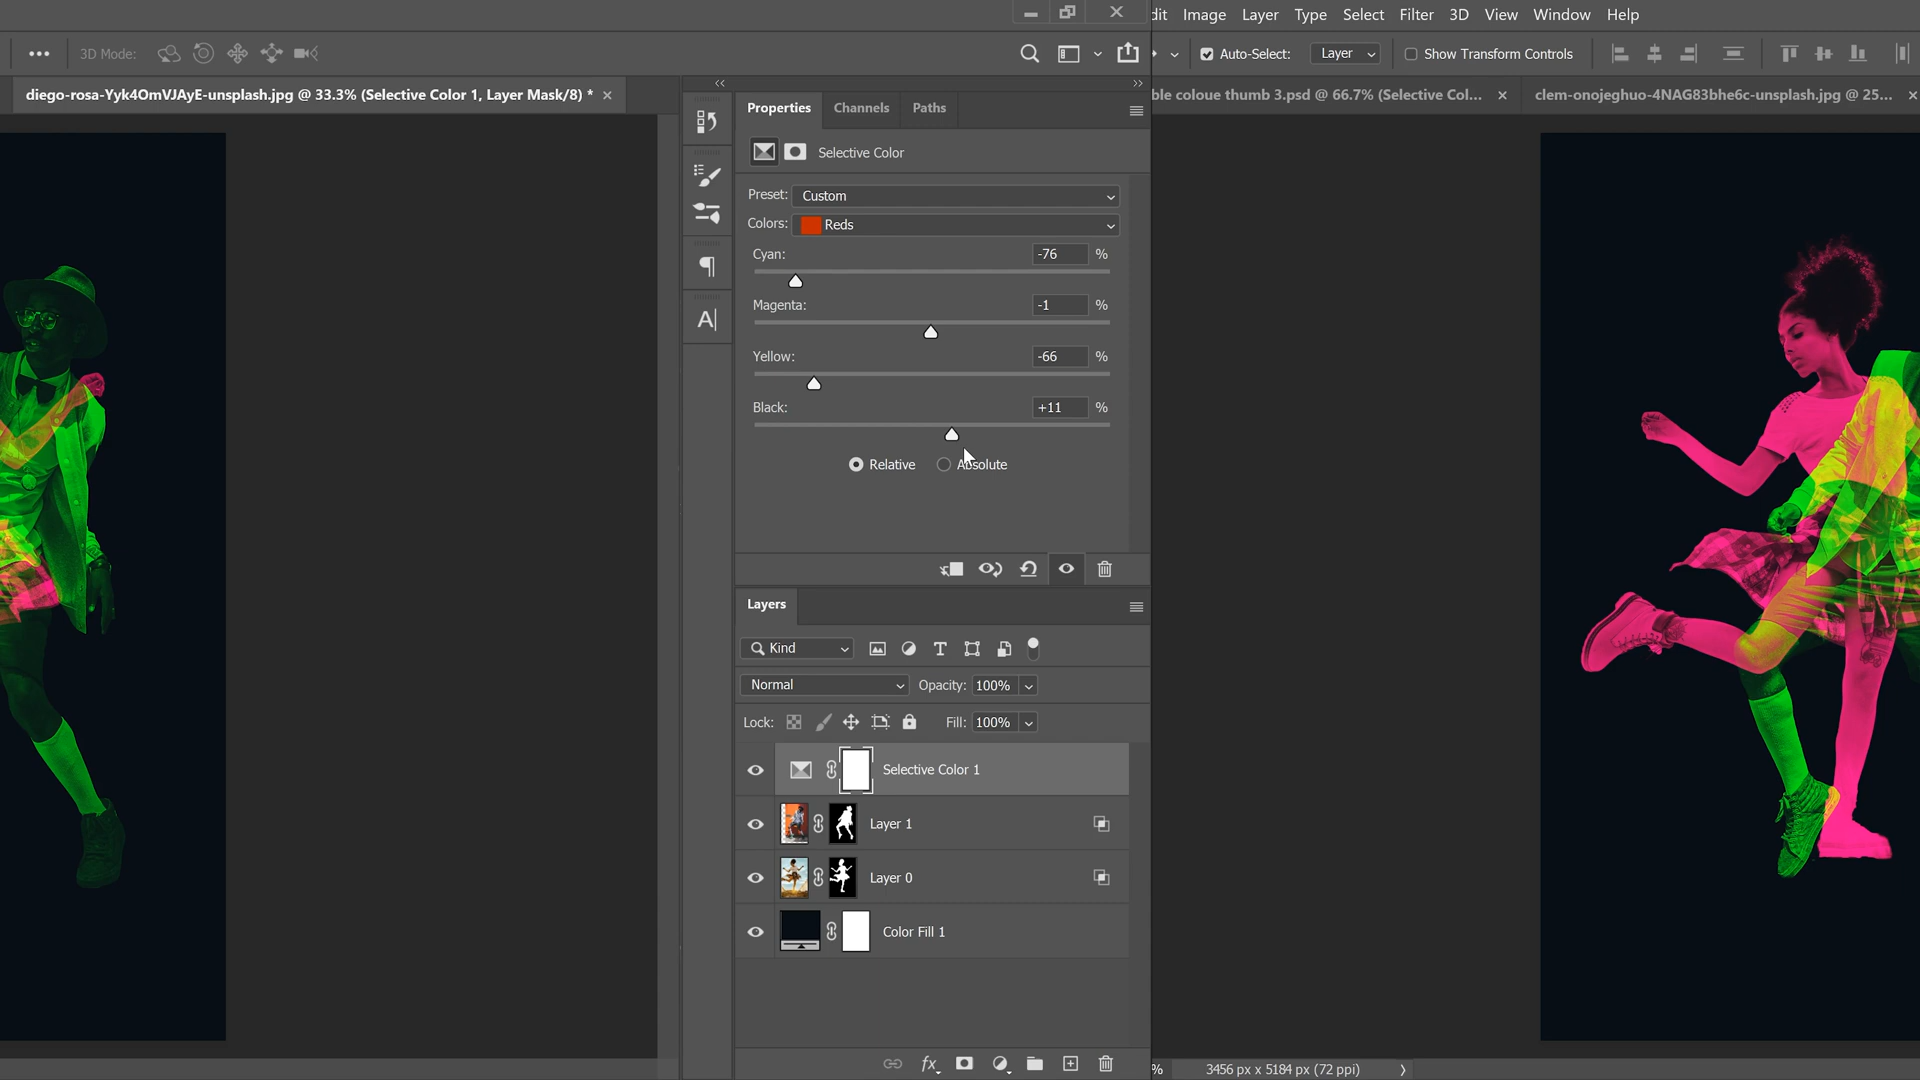 dit Image Layer Type Select Filter 3D View Window Help
3D Mode:
Auto-Select: Layer Show Transform Controls
diego-rosa-Yyk4OmVJAyE-unsplash.jpg @ 33.3% (Selective Color 1, Layer Mask/8) *
ble coloue thumb 3.psd @ 66.7% (Selective Col...
clem-onojeghuo-4NAG83bhe6c-unsplash.jpg @ 25...
Properties Channels Paths
Selective Color
Preset: Custom
Colors: Reds
Cyan: -76 %
Magenta: -1 %
Yellow: -66 %
Black: +11 %
Relative Absolute
Layers
Kind
Normal Opacity: 100%
Lock: Fill: 100%
Selective Color 1
Layer 1
Layer 0
Color Fill 1
% 3456 px x 5184 px (72 ppi)